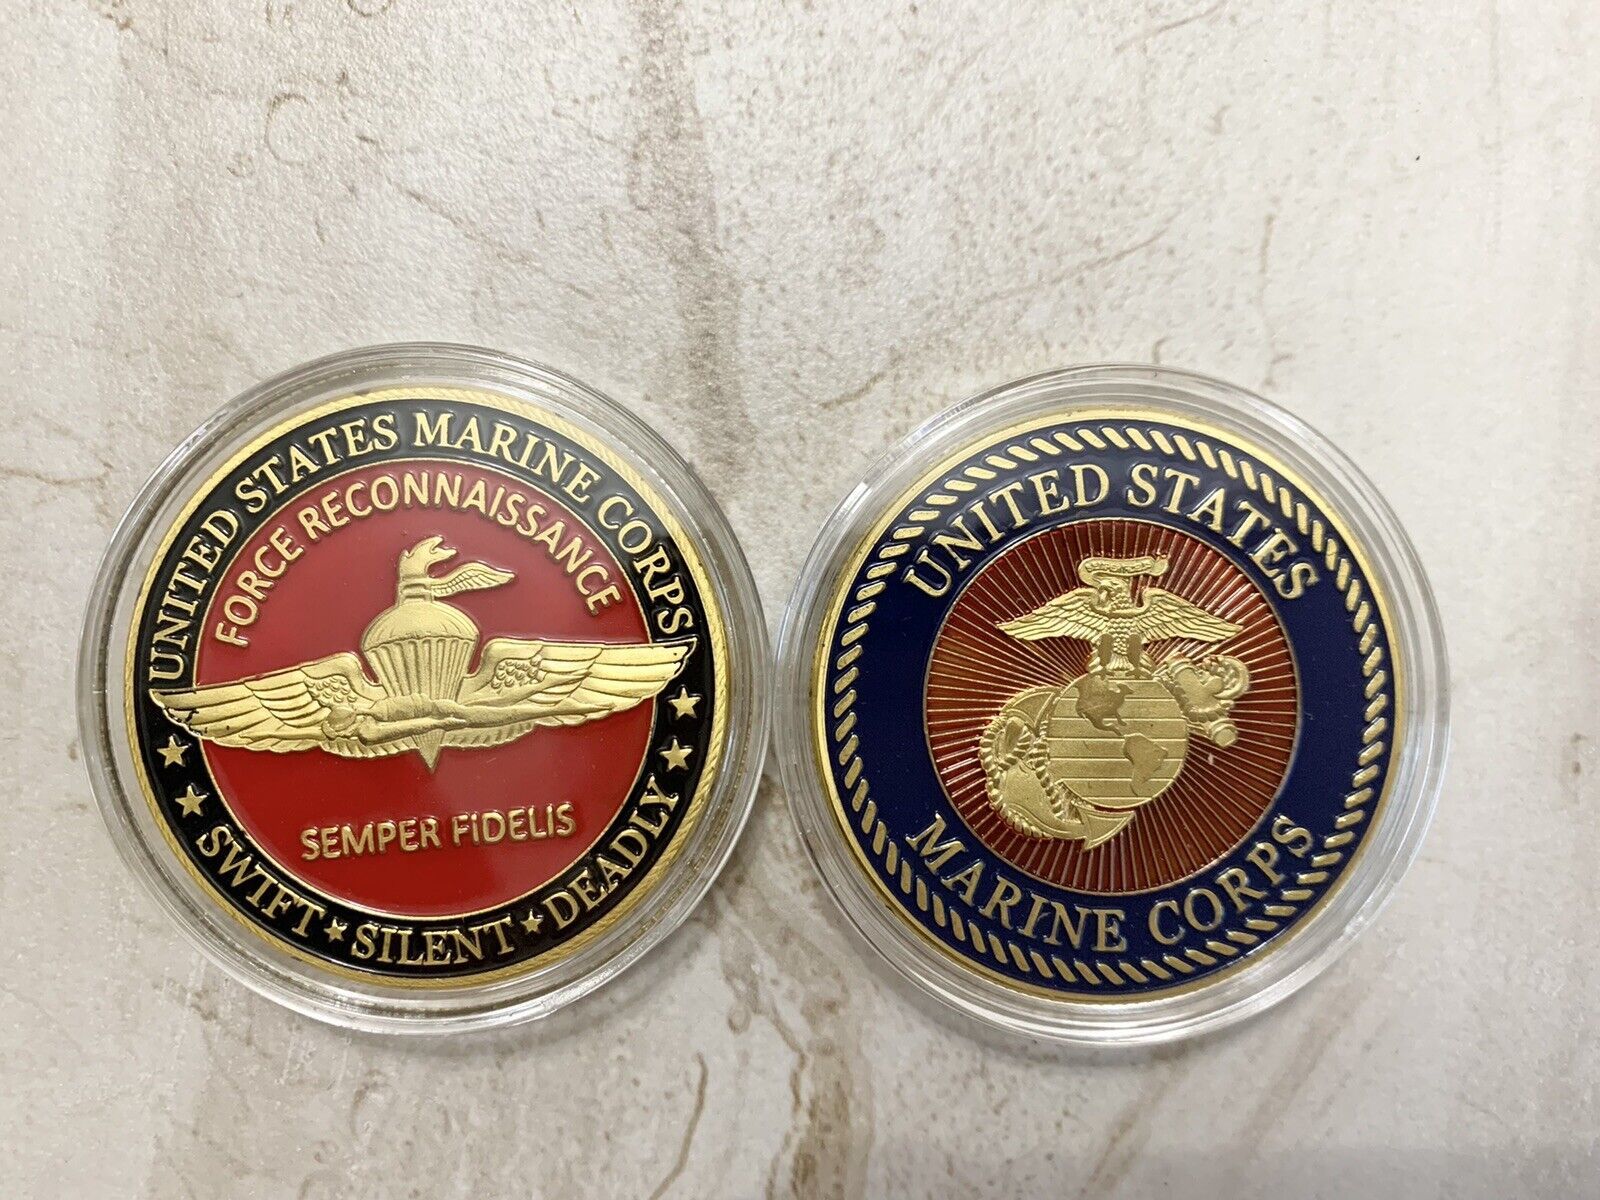 UNITED STATES MARINE CORPS
FORCE RECONNAISSANCE
SEMPER FiDELIS
SWIFT ★ SILENT ★ DEADLY
UNITED STATES
MARINE CORPS